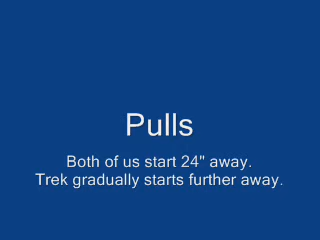 Pulls
Both of us start 24" away.
Trek gradually starts further away.